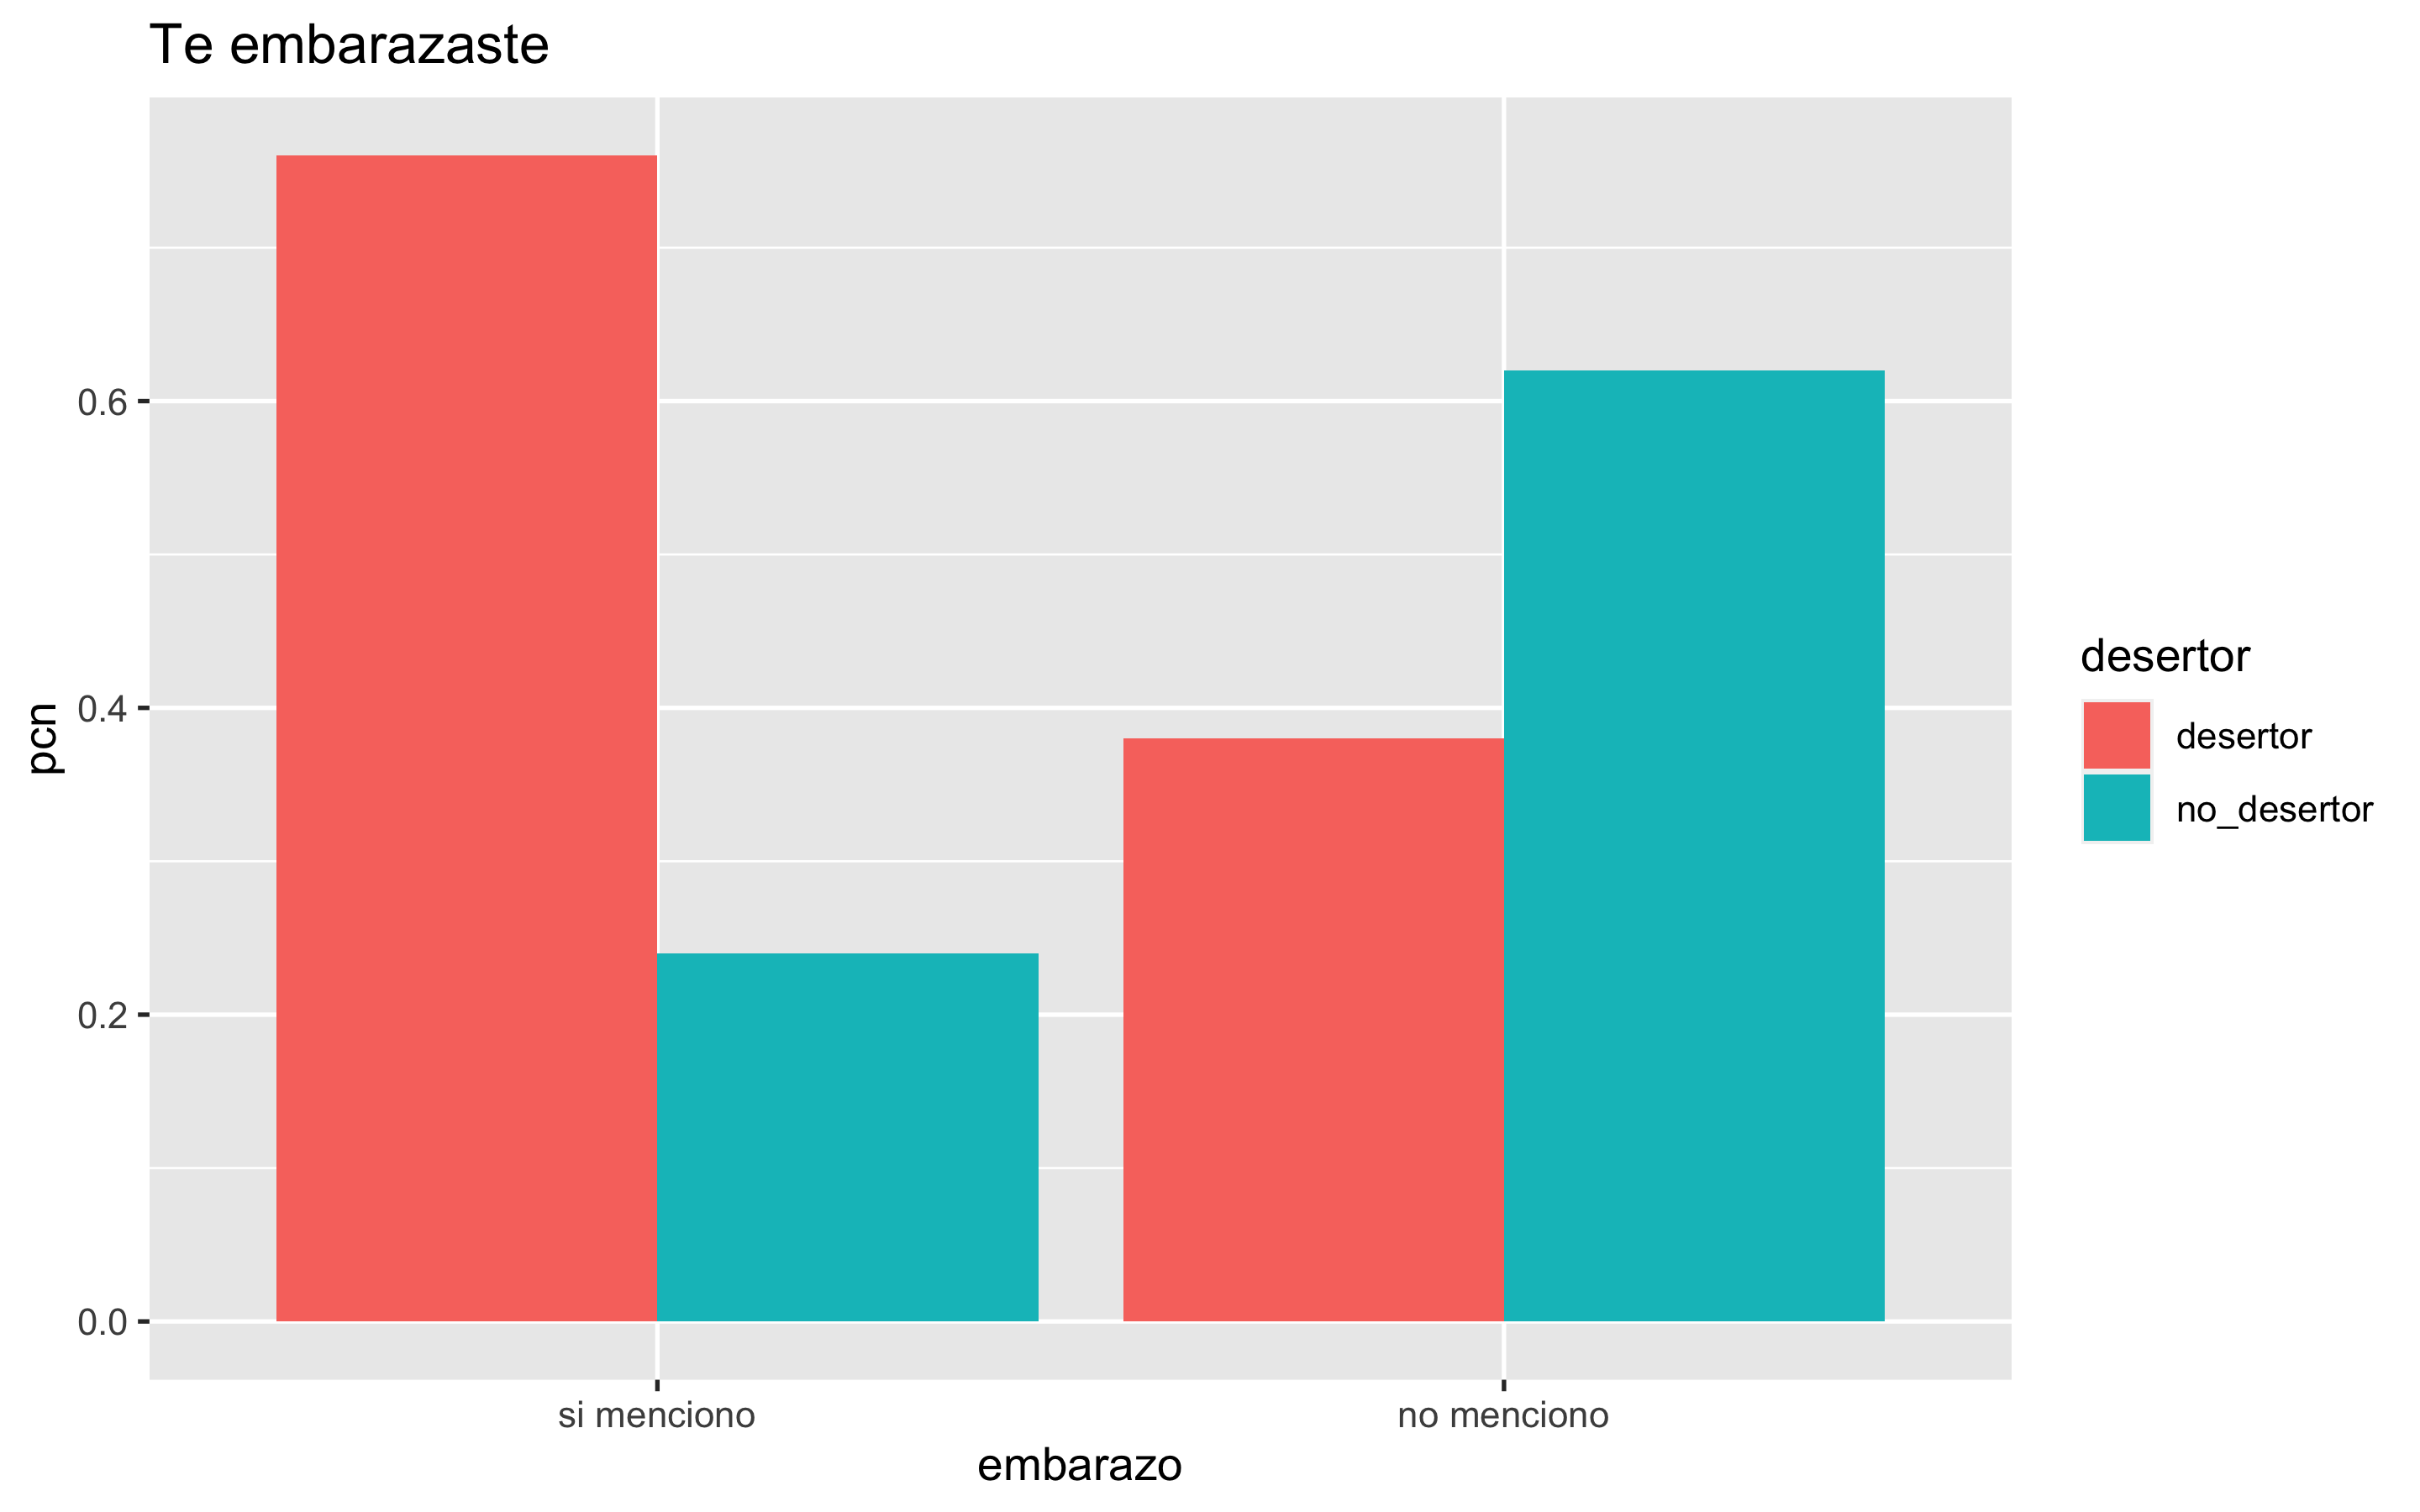 Te embarazaste
pcn
0.6
0.4
0.2
0.0
si menciono
no menciono
embarazo
desertor
desertor
no_desertor